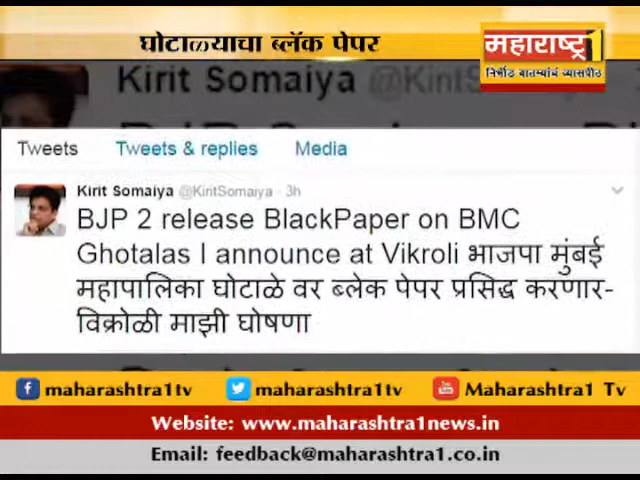 घोटाळ्याचा ब्लॅक पेपर
महाराष्ट्र 1
निर्भीड बातम्यांचं व्यासपीठ
Kirit Somaiya @KiritS
Tweets Tweets & replies Media
Kirit Somaiya @KiritSomaiya · 3h
BJP 2 release BlackPaper on BMC
Ghotalas I announce at Vikroli भाजपा मुंबई
महापालिका घोटाळे वर ब्लेक पेपर प्रसिद्ध करणार-
विक्रोळी माझी घोषणा
maharashtra1tv maharashtra1tv Maharashtra1 Tv
Website: www.maharashtra1news.in
Email: feedback@maharashtra1.co.in